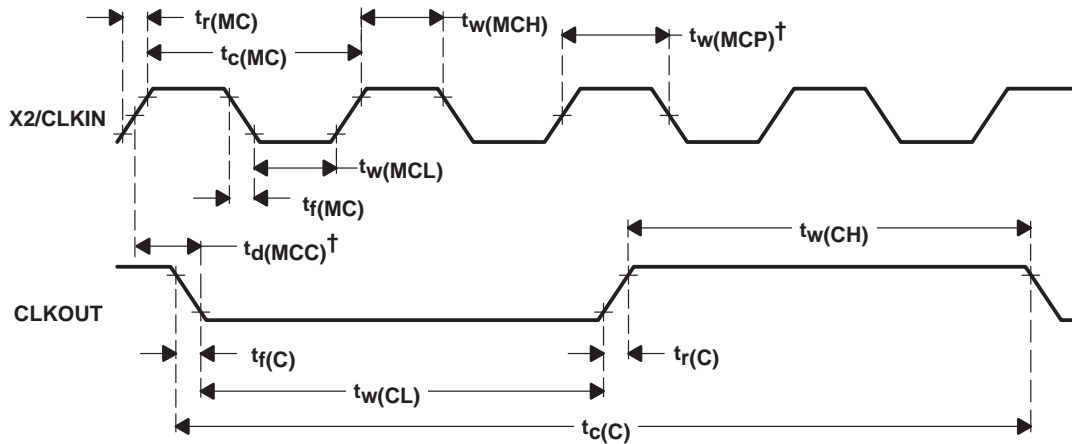 tr(MC)
tw(MCH)
tw(MCP)†
tc(MC)
X2/CLKIN
tw(MCL)
tf(MC)
td(MCC)†
tw(CH)
CLKOUT
tf(C)
tr(C)
tw(CL)
tc(C)